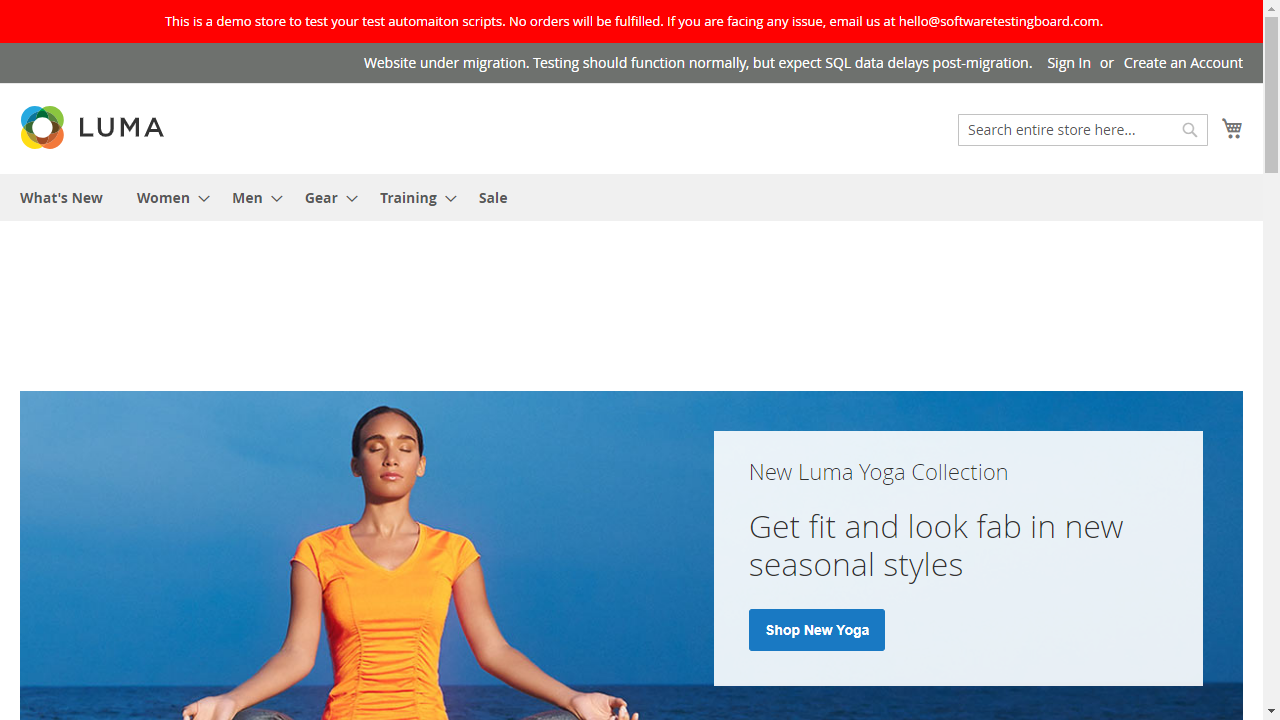 This is a demo store to test your test automaiton scripts. No orders will be fulfilled. If you are facing any issue, email us at hello@softwaretestingboard.com.
Website under migration. Testing should function normally, but expect SQL data delays post-migration. Sign In or Create an Account
LUMA
Search entire store here...
What's New Women Men Gear Training Sale
New Luma Yoga Collection
Get fit and look fab in new
seasonal styles
Shop New Yoga